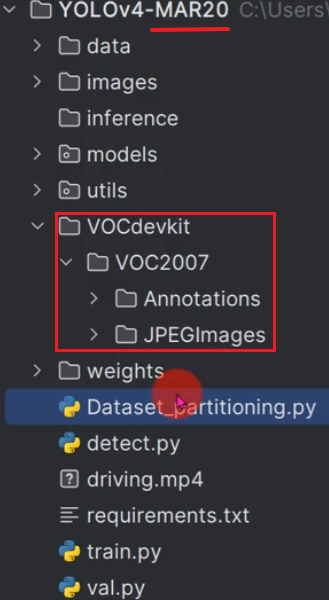 YOLOv4-MAR20 C:\Users\
data
images
inference
models
utils
VOCdevkit
VOC2007
Annotations
JPEGImages
weights
Dataset_partitioning.py
detect.py
driving.mp4
requirements.txt
train.py
val.py